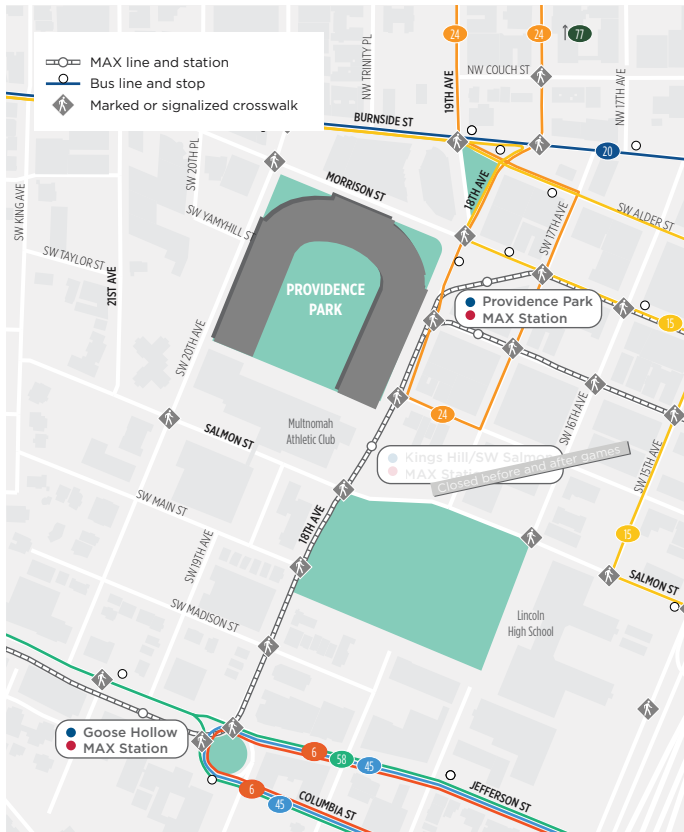 MAX line and station
Bus line and stop
Marked or signalized crosswalk
24
24
77
NW TRINITY PL
19TH AVE
NW COUCH ST
NW 17TH AVE
BURNSIDE ST
20
SW 20TH PL
MORRISON ST
18TH AVE
SW ALDER ST
SW KING AVE
SW YAMYHILL ST
SW 17TH AVE
SW TAYLOR ST
21ST AVE
PROVIDENCE
PARK
Providence Park
MAX Station
15
SW 20TH AVE
24
Multnomah
Athletic Club
SW 16TH AVE
SALMON ST
Kings Hill/SW Salmon
MAX Station
Closed before and after games
SW 15TH AVE
SW MAIN ST
18TH AVE
15
SW 19TH AVE
SALMON ST
SW MADISON ST
Lincoln
High School
Goose Hollow
MAX Station
6
58
45
6
45
JEFFERSON ST
COLUMBIA ST